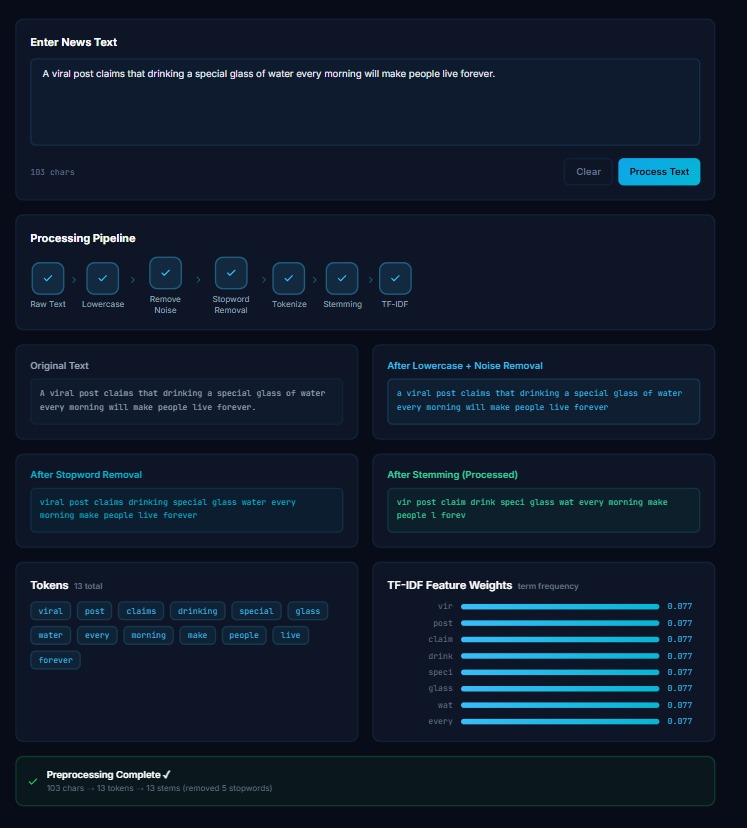 Enter News Text
A viral post claims that drinking a special glass of water every morning will make people live forever.
103 chars
Clear
Process Text
Processing Pipeline
Raw Text
Lowercase
Remove
Noise
Stopword
Removal
Tokenize
Stemming
TF-IDF
Original Text
A viral post claims that drinking a special glass of water
every morning will make people live forever.
After Lowercase + Noise Removal
a viral post claims that drinking a special glass of water
every morning will make people live forever
After Stopword Removal
viral post claims drinking special glass water every
morning make people live forever
After Stemming (Processed)
vir post claim drink speci glass wat every morning make
people l forev
Tokens 13 total
viral post claims drinking special glass
water every morning make people live
forever
TF-IDF Feature Weights term frequency
vir 0.077
post 0.077
claim 0.077
drink 0.077
speci 0.077
glass 0.077
wat 0.077
every 0.077
Preprocessing Complete ✓
103 chars → 13 tokens → 13 stems (removed 5 stopwords)